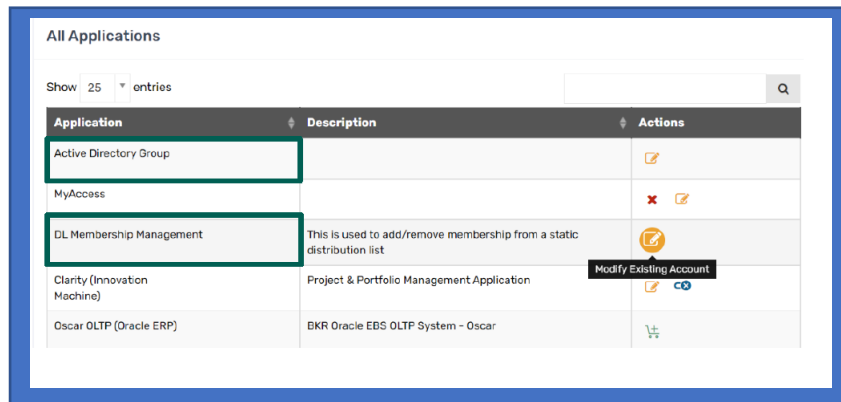 All Applications
Show 25 entries
Application Description Actions
Active Directory Group
MyAccess
DL Membership Management This is used to add/remove membership from a static
distribution list
Modify Existing Account
Clarity (Innovation Project & Portfolio Management Application
Machine)
Oscar OLTP (Oracle ERP) BKR Oracle EBS OLTP System - Oscar